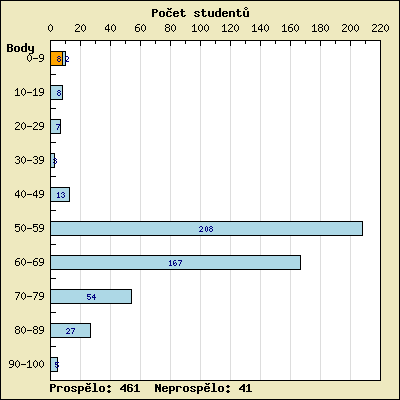 Počet studentů
0 20 40 60 80 100 120 140 160 180 200 220
Body
0-9 8 2
10-19 8
20-29 7
30-39 3
40-49 13
50-59 208
60-69 167
70-79 54
80-89 27
90-100 5
Prospělo: 461 Neprospělo: 41